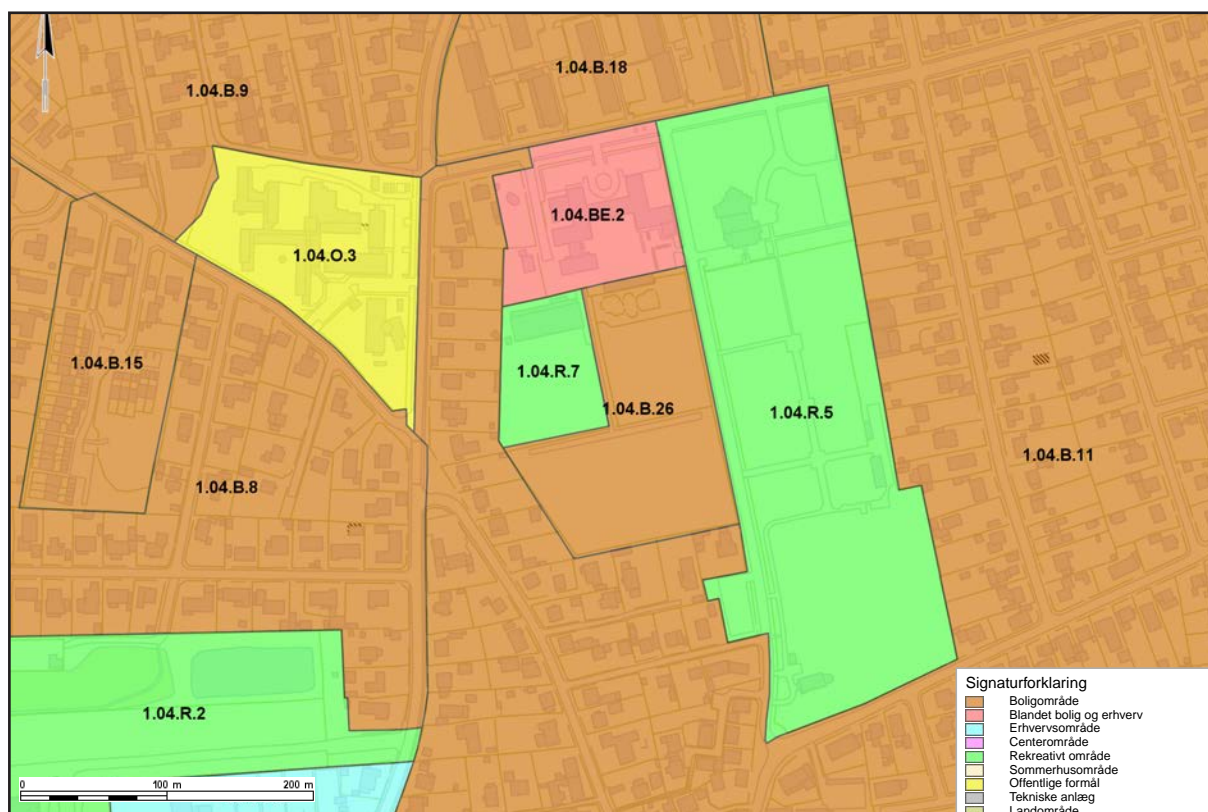 1.04.B.18
1.04.B.9
1.04.BE.2
1.04.O.3
1.04.B.15
1.04.R.7
1.04.B.26
1.04.R.5
1.04.B.11
1.04.B.8
1.04.R.2
0 100 m 200 m
Signaturforklaring
Boligområde
Blandet bolig og erhverv
Erhvervsområde
Centerområde
Rekreativt område
Sommerhusområde
Offentlige formål
Tekniske anlæg
Landområde